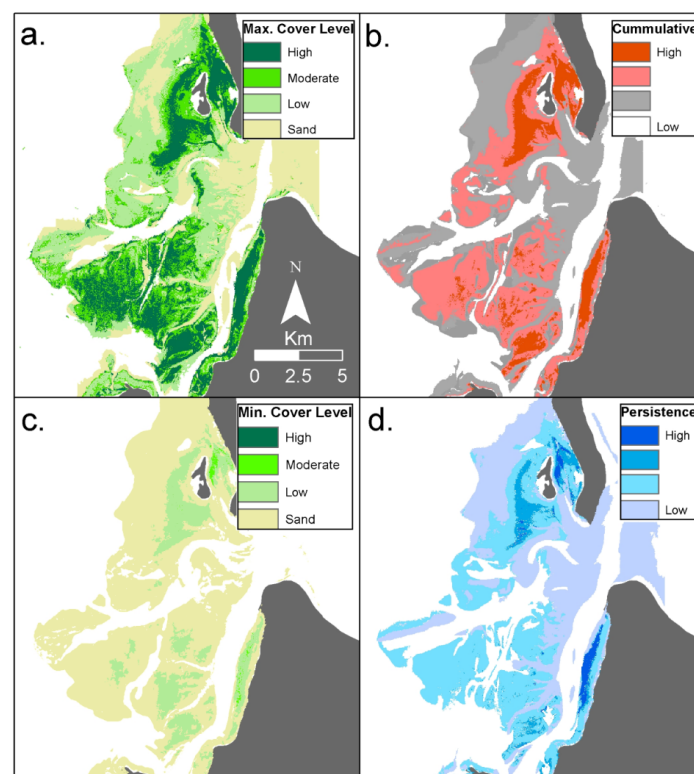 a.
Max. Cover Level
High
Moderate
Low
Sand
N
Km
0 2.5 5
b.
Cummulative
High
Low
c.
Min. Cover Level
High
Moderate
Low
Sand
d.
Persistence
High
Low